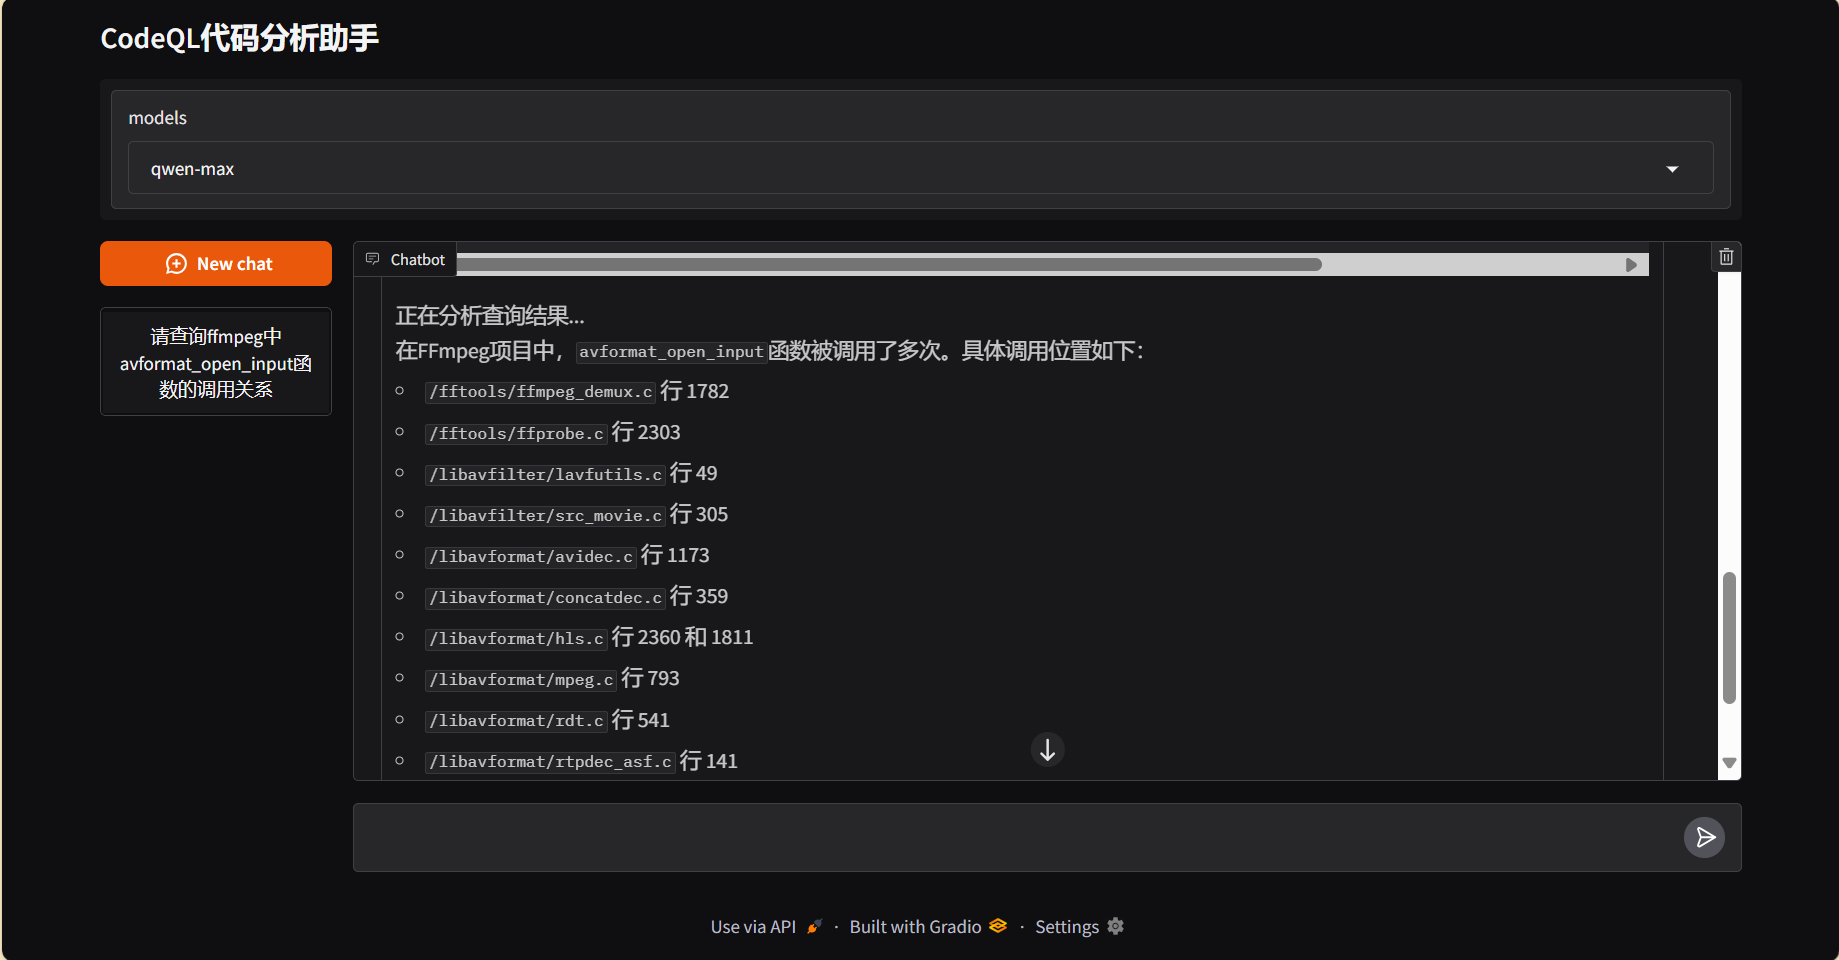 CodeQL代码分析助手
models
qwen-max
New chat
请查询ffmpeg中
avformat_open_input函
数的调用关系
Chatbot
正在分析查询结果...
在FFmpeg项目中，avformat_open_input函数被调用了多次。具体调用位置如下：
/fftools/ffmpeg_demux.c 行 1782
/fftools/ffprobe.c 行 2303
/libavfilter/lavfutils.c 行 49
/libavfilter/src_movie.c 行 305
/libavformat/avidec.c 行 1173
/libavformat/concatdec.c 行 359
/libavformat/hls.c 行 2360 和 1811
/libavformat/mpeg.c 行 793
/libavformat/rdt.c 行 541
/libavformat/rtpdec_asf.c 行 141
Use via API · Built with Gradio · Settings